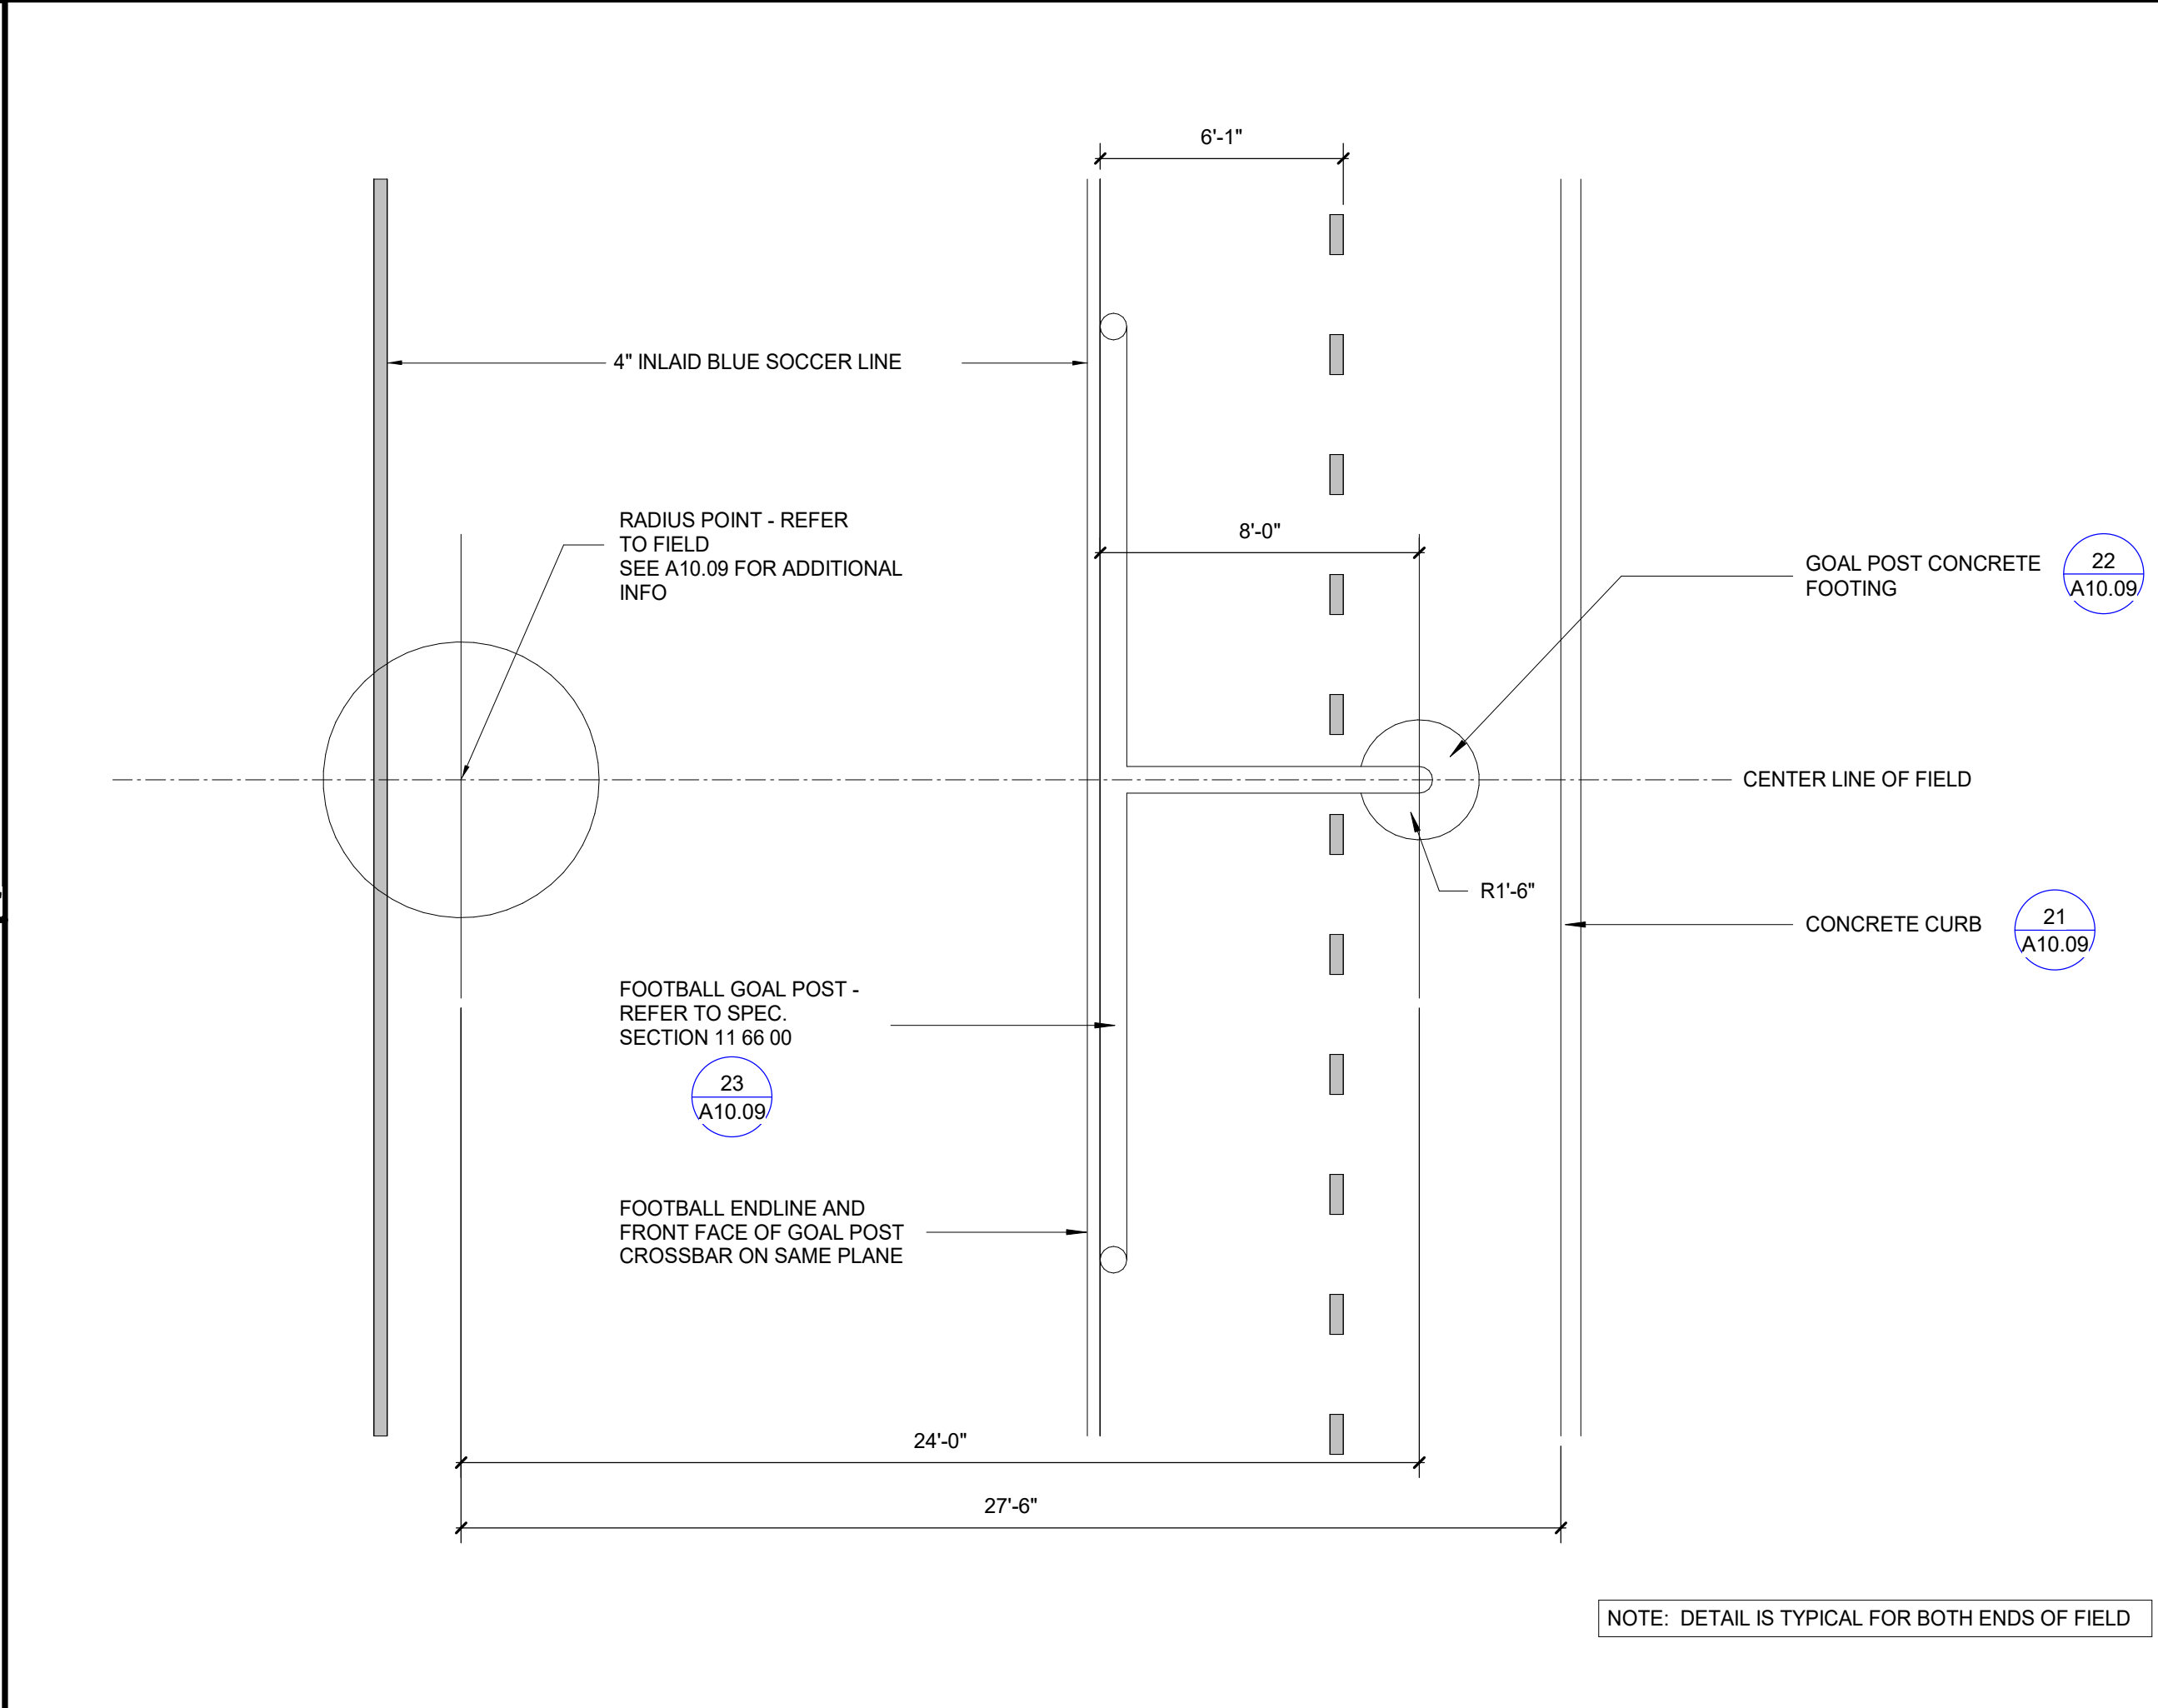 6'-1"
4" INLAID BLUE SOCCER LINE
RADIUS POINT - REFER
TO FIELD
SEE A10.09 FOR ADDITIONAL
INFO
8'-0"
GOAL POST CONCRETE
FOOTING
22
A10.09
CENTER LINE OF FIELD
R1'-6"
CONCRETE CURB
21
A10.09
FOOTBALL GOAL POST -
REFER TO SPEC.
SECTION 11 66 00
23
A10.09
FOOTBALL ENDLINE AND
FRONT FACE OF GOAL POST
CROSSBAR ON SAME PLANE
24'-0"
27'-6"
NOTE:  DETAIL IS TYPICAL FOR BOTH ENDS OF FIELD